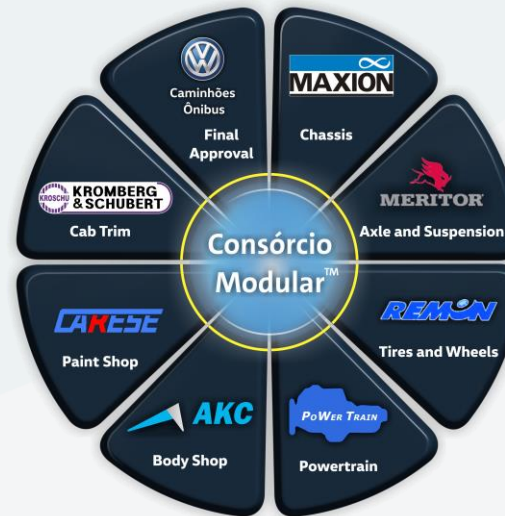 Caminhões
Ônibus
Final
Approval
MAXION
Chassis
MERITOR
Axle and Suspension
REMON
Tires and Wheels
POWER TRAIN
Powertrain
AKC
Body Shop
CARESE
Paint Shop
KROSCHU
KROMBERG
& SCHUBERT
Cab Trim
Consórcio
Modular™